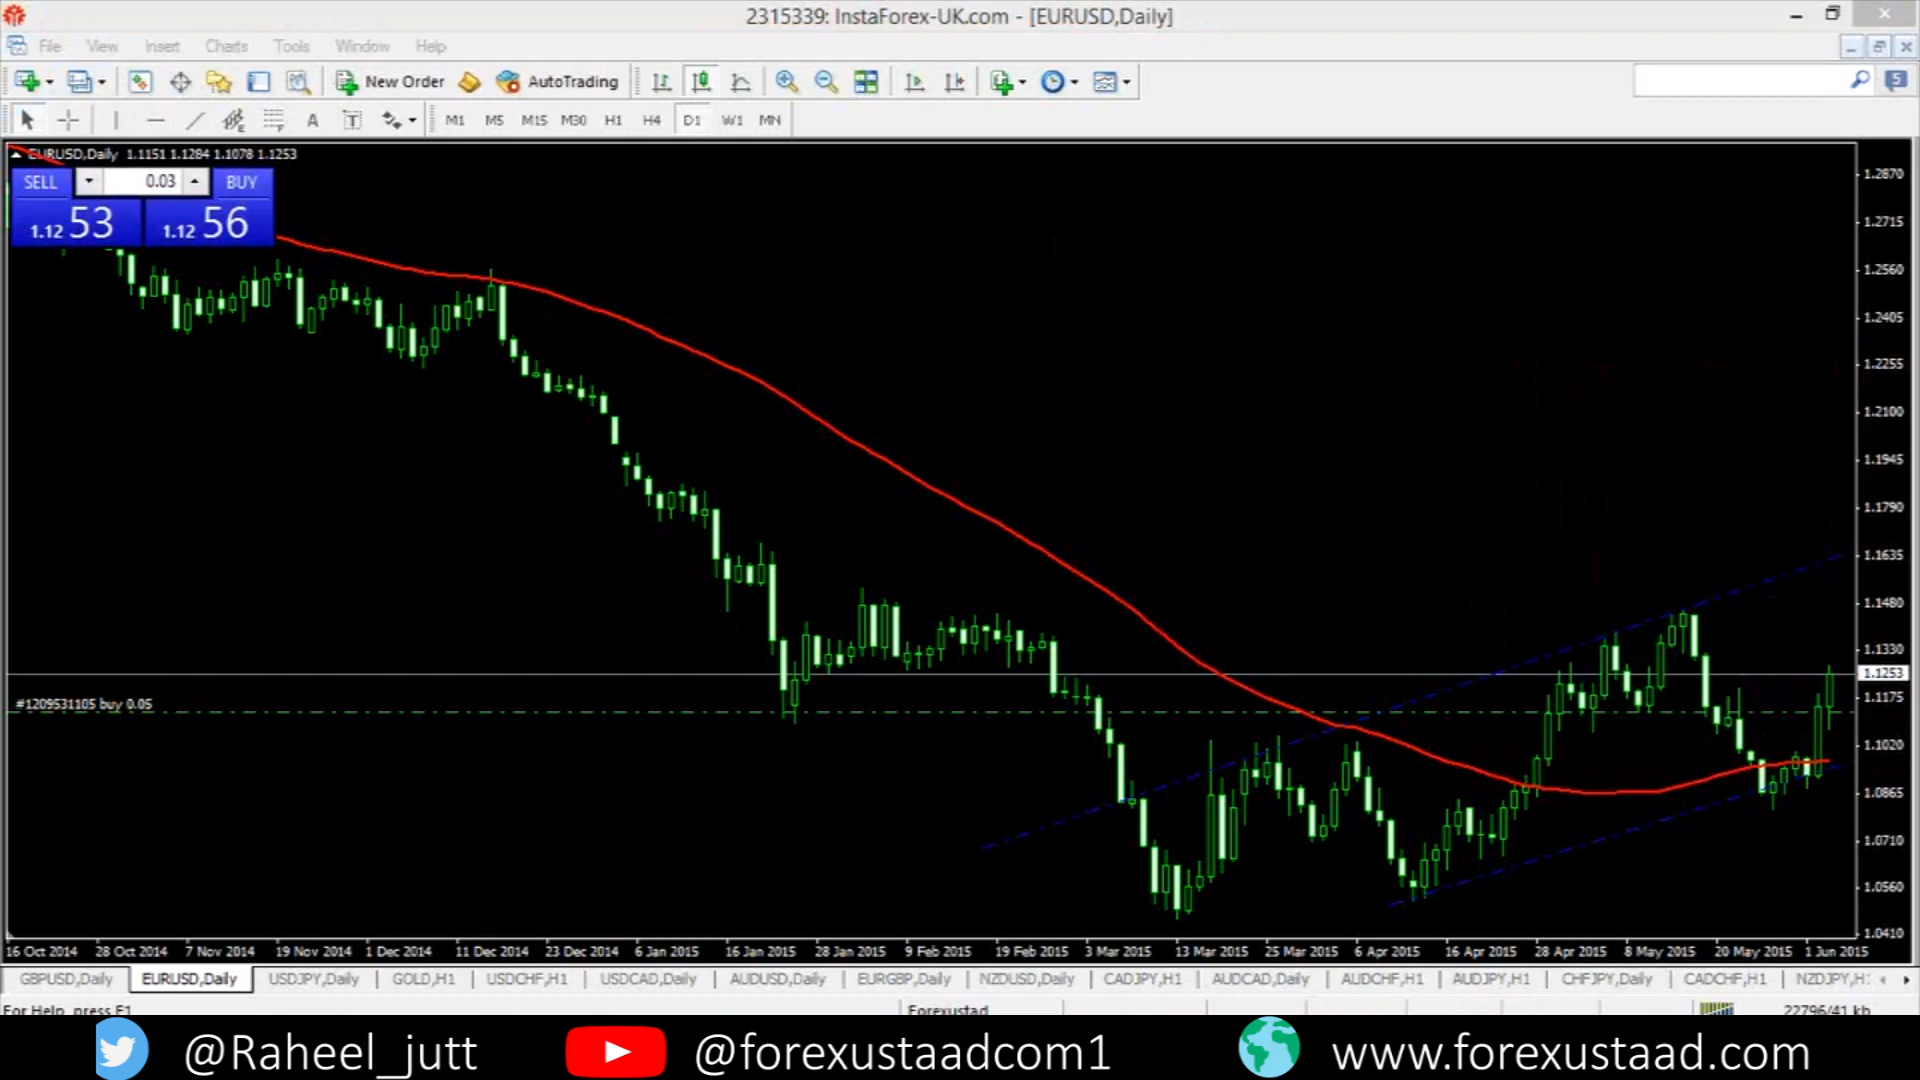 2315339: InstaForex-UK.com - [EURUSD,Daily]
File View Insert Charts Tools Window Help
New Order AutoTrading 5
A T M1 M5 M15 M30 H1 H4 D1 W1 MN
EURUSD,Daily 1.1151 1.1284 1.1078 1.1253
SELL 0.03 BUY
1.12 53 1.12 56
1.2870
1.2715
1.2560
1.2405
1.2255
1.2100
1.1945
1.1790
1.1635
1.1480
1.1330
1.1253
1.1175
#1209531105 buy 0.05
1.1020
1.0865
1.0710
1.0560
1.0410
16 Oct 2014 28 Oct 2014 7 Nov 2014 19 Nov 2014 1 Dec 2014 11 Dec 2014 23 Dec 2014 6 Jan 2015 16 Jan 2015 28 Jan 2015 9 Feb 2015 19 Feb 2015 3 Mar 2015 13 Mar 2015 25 Mar 2015 6 Apr 2015 16 Apr 2015 28 Apr 2015 8 May 2015 20 May 2015 1 Jun 2015
GBPUSD,Daily EURUSD,Daily USDJPY,Daily GOLD,H1 USDCHF,H1 USDCAD,Daily AUDUSD,Daily EURGBP,Daily NZDUSD,Daily CADJPY,H1 AUDCAD,Daily AUDCHF,H1 AUDJPY,H1 CHFJPY,Daily CADCHF,H1 NZDJPY,H1
For Help, press F1 Forexustad 22796/41 kb
@Raheel_jutt @forexustaadcom1 www.forexustaad.com